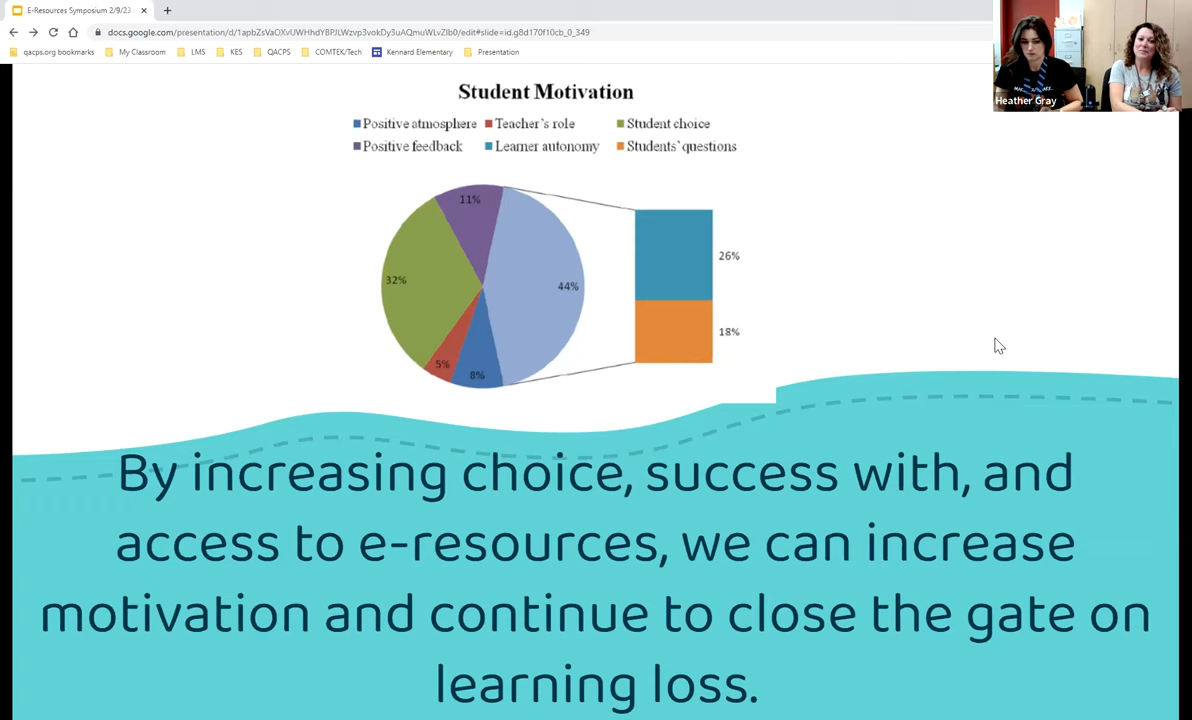 E-Resources Symposium 2/9/23
docs.google.com/presentation/d/1apbZsVaOXvUWHhdYBPJLWzvp3vokDy3uAQmuWLvZlb0/edit#slide=id.g8d170f10cb_0_349
qacps.org bookmarks My Classroom LMS KES QACPS COMTEK/Tech Kennard Elementary Presentation
Heather Gray
Student Motivation
Positive atmosphere Teacher's role Student choice
Positive feedback Learner autonomy Students' questions
11%
26%
32%
44%
18%
5%
8%
By increasing choice, success with, and
access to e-resources, we can increase
motivation and continue to close the gate on
learning loss.